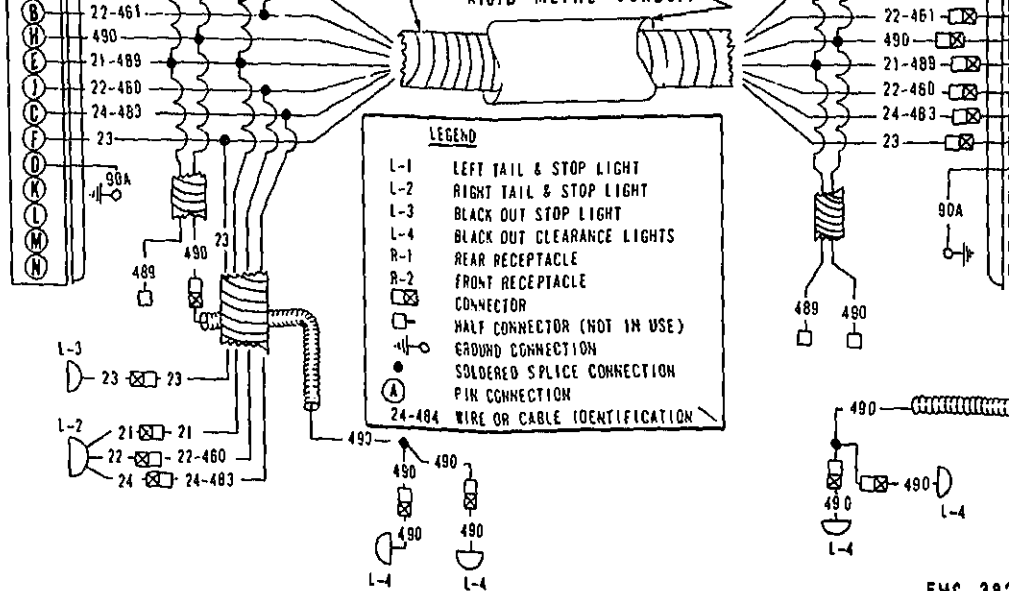 B 22-461
H 490
E 21-489
J 22-460
C 24-483
F 23
D
K 90A
L
M
N
490
23
489
RIGID METAL CONDUIT
22-461
490
21-489
22-460
24-483
23
90A
LEGEND
L-1 LEFT TAIL & STOP LIGHT
L-2 RIGHT TAIL & STOP LIGHT
L-3 BLACK OUT STOP LIGHT
L-4 BLACK OUT CLEARANCE LIGHTS
R-1 REAR RECEPTACLE
R-2 FRONT RECEPTACLE
CONNECTOR
HALF CONNECTOR (NOT IN USE)
GROUND CONNECTION
SOLDERED SPLICE CONNECTION
A PIN CONNECTION
24-484 WIRE OR CABLE IDENTIFICATION
489 490
L-3
23 23
L-2
21 21
22 22-460
24 24-483
490
490 490
490 490
L-4 L-4
490
490 490
L-4
L-4